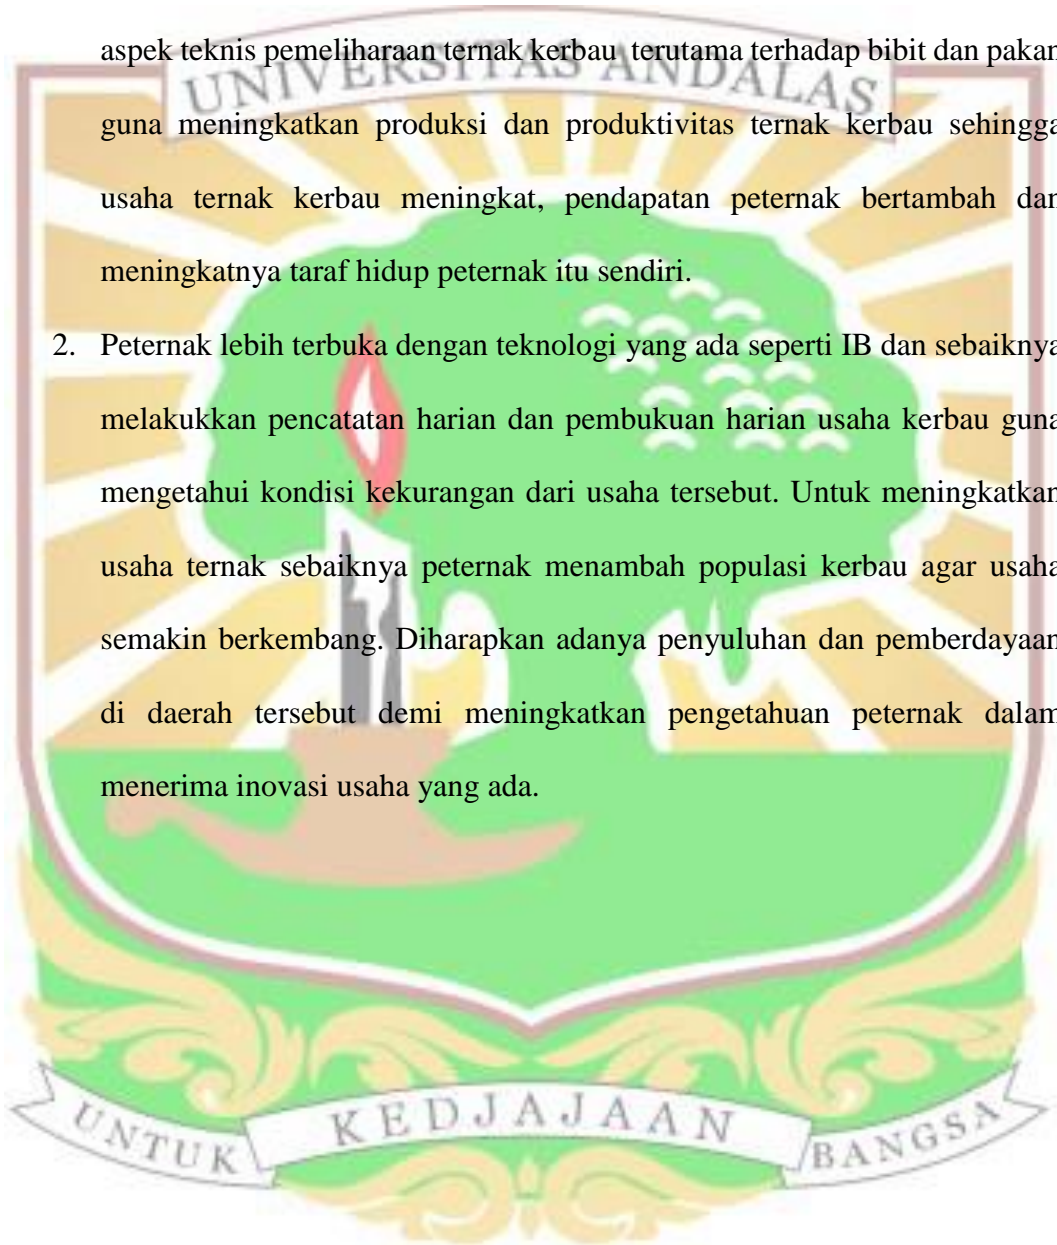 aspek teknis pemeliharaan ternak kerbau terutama terhadap bibit dan pakan
UNIVERSITAS ANDALAS
guna meningkatkan produksi dan produktivitas ternak kerbau sehingga
usaha ternak kerbau meningkat, pendapatan peternak bertambah dan
meningkatnya taraf hidup peternak itu sendiri.
2. Peternak lebih terbuka dengan teknologi yang ada seperti IB dan sebaiknya
melakukkan pencatatan harian dan pembukuan harian usaha kerbau guna
mengetahui kondisi kekurangan dari usaha tersebut. Untuk meningkatkan
usaha ternak sebaiknya peternak menambah populasi kerbau agar usaha
semakin berkembang. Diharapkan adanya penyuluhan dan pemberdayaan
di daerah tersebut demi meningkatkan pengetahuan peternak dalam
menerima inovasi usaha yang ada.
UNTUK KEDJAJAAN BANGSA